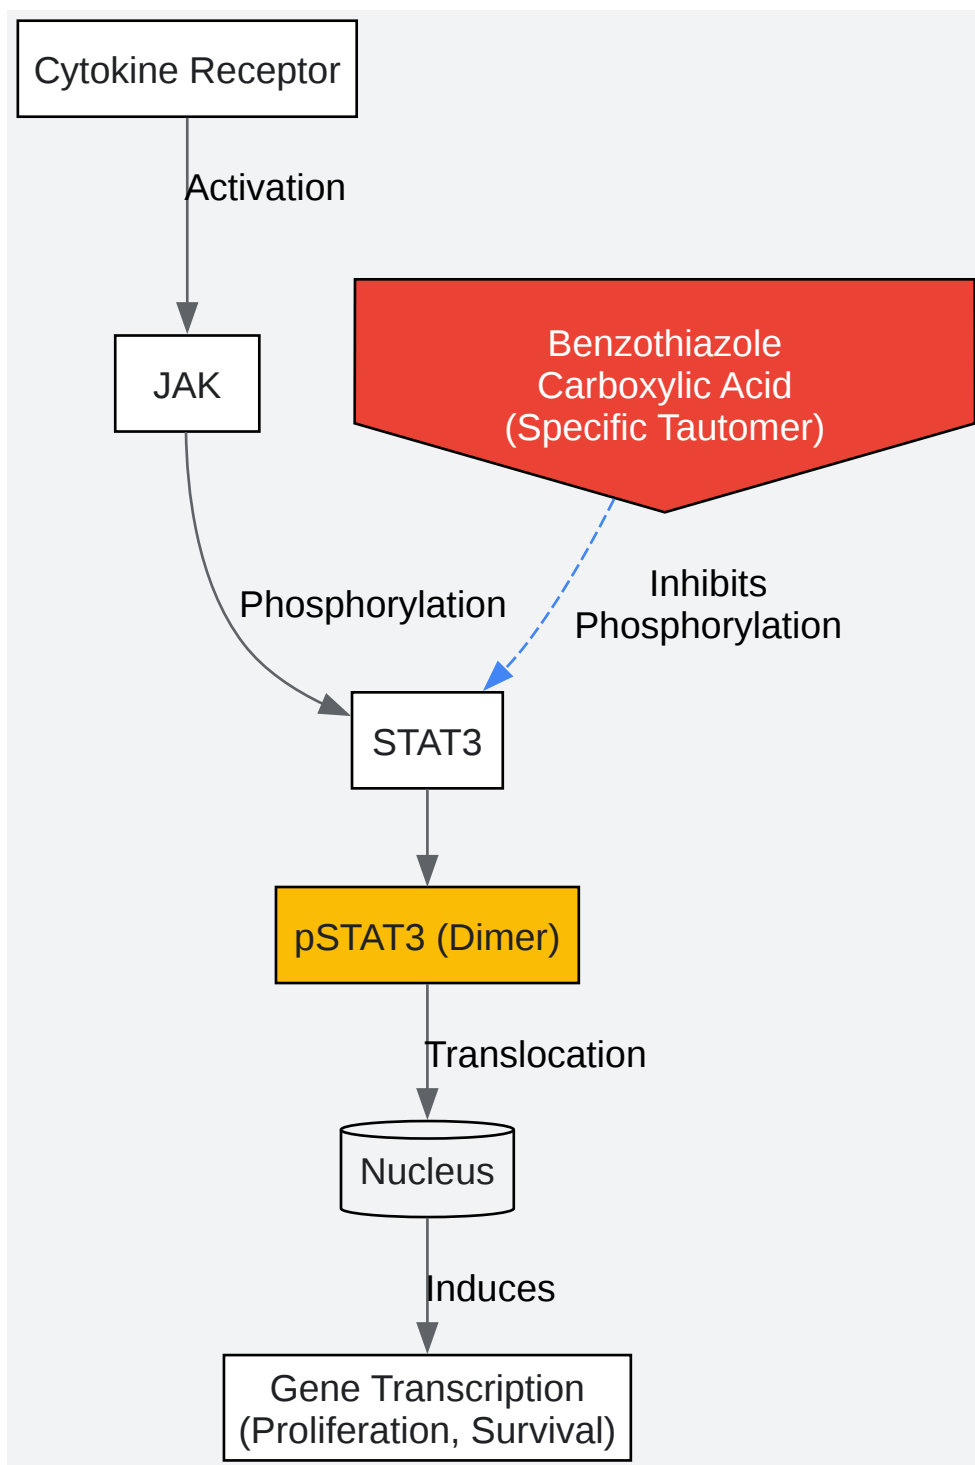 Cytokine Receptor
Activation
JAK
Benzothiazole
Carboxylic Acid
(Specific Tautomer)
Phosphorylation
Inhibits
Phosphorylation
STAT3
pSTAT3 (Dimer)
Translocation
Nucleus
Induces
Gene Transcription
(Proliferation, Survival)